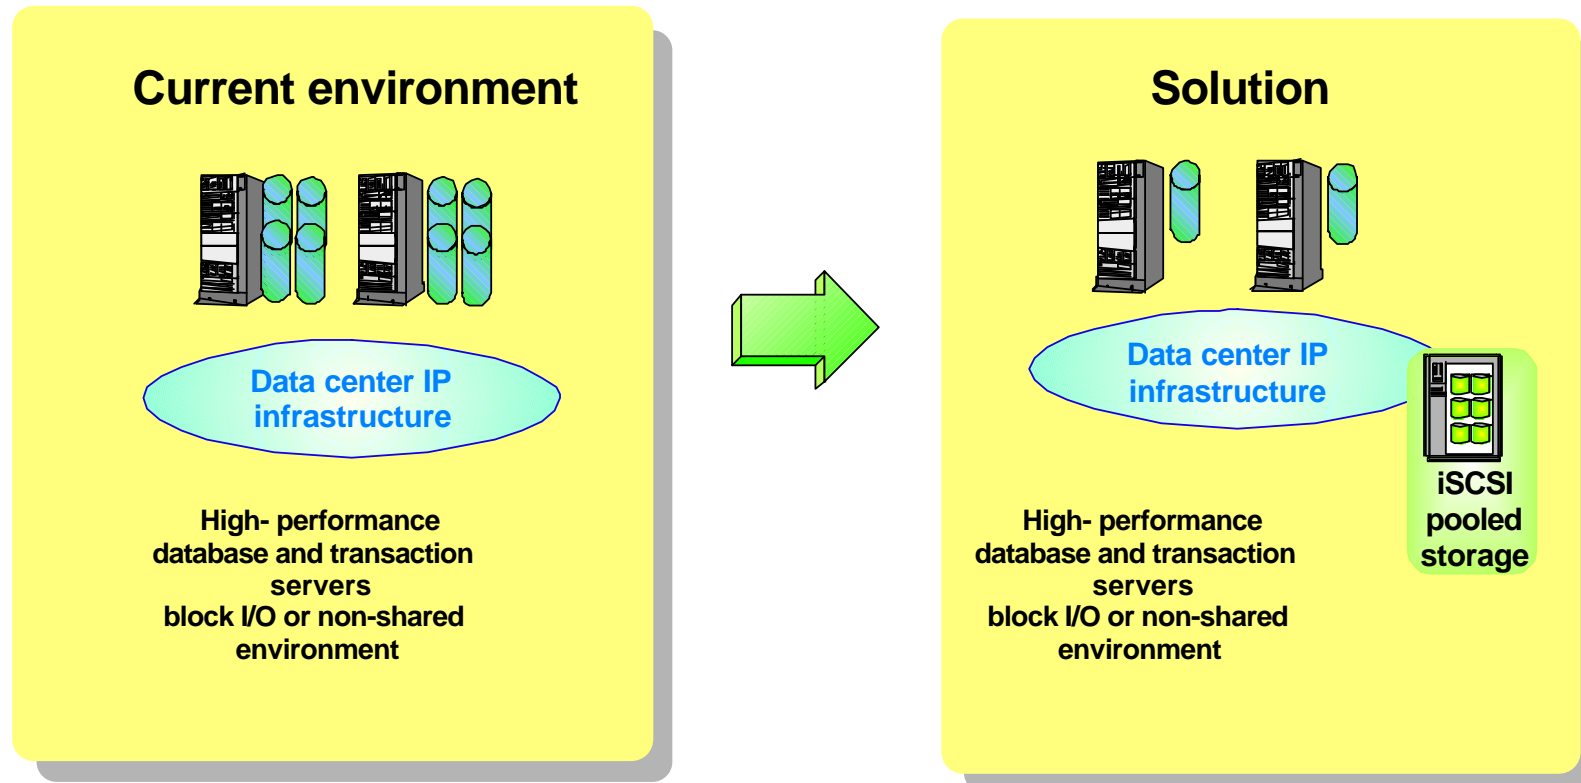 Current environment
Data center IP
infrastructure
High- performance
database and transaction
servers
block I/O or non-shared
environment
Solution
Data center IP
infrastructure
iSCSI
pooled
storage
High- performance
database and transaction
servers
block I/O or non-shared
environment